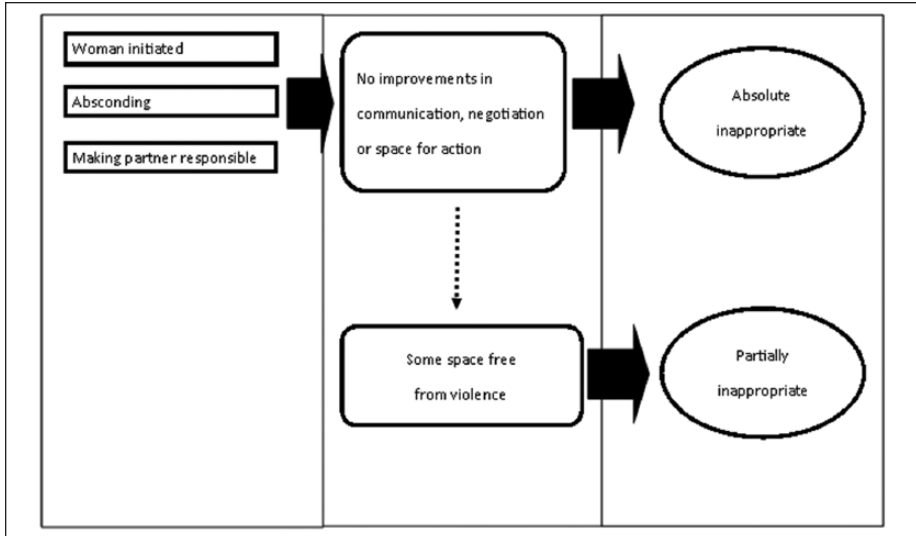 Woman initiated
Absconding
Making partner responsible
No improvements in
communication, negotiation
or space for action
Absolute
inappropriate
Some space free
from violence
Partially
inappropriate